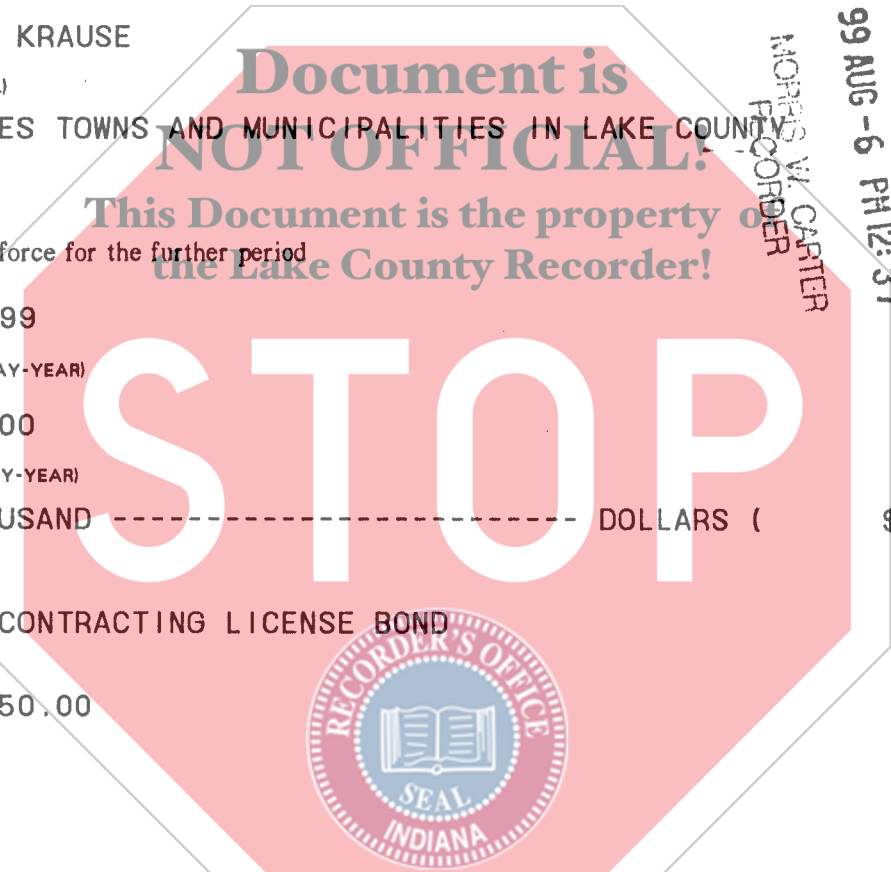 KRAUSE
ES TOWNS AND MUNICIPALITIES IN LAKE COUNTY
force for the further period
99
AY-YEAR)
00
Y-YEAR)
USAND -------------------------- DOLLARS ( $
CONTRACTING LICENSE BOND
50.00
Document is
NOT OFFICIAL!
This Document is the property of
the Lake County Recorder!
STOP
RECORDER'S OFFICE
SEAL
INDIANA
99 AUG -6 PM 12: 31
MORRIS W. CARTER
RECORDER